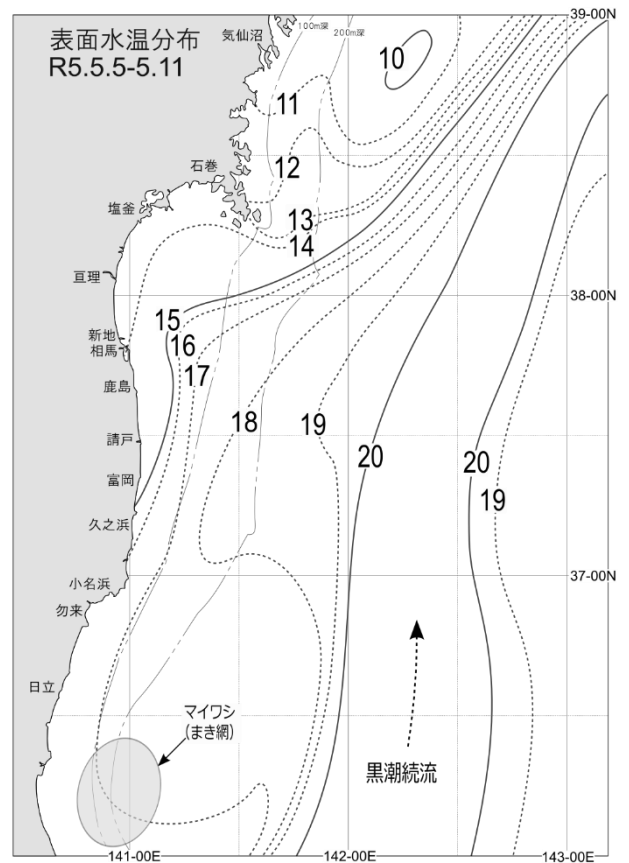 表面水温分布
R5.5.5-5.11
気仙沼
100m深
200m深
39-00N
10
11
石巻
12
塩釜
13
14
亘理
38-00N
15
新地
16
相馬
17
鹿島
18
19
請戸
20
20
富岡
19
久之浜
37-00N
小名浜
勿来
日立
マイワシ
(まき網)
黒潮続流
141-00E
142-00E
143-00E